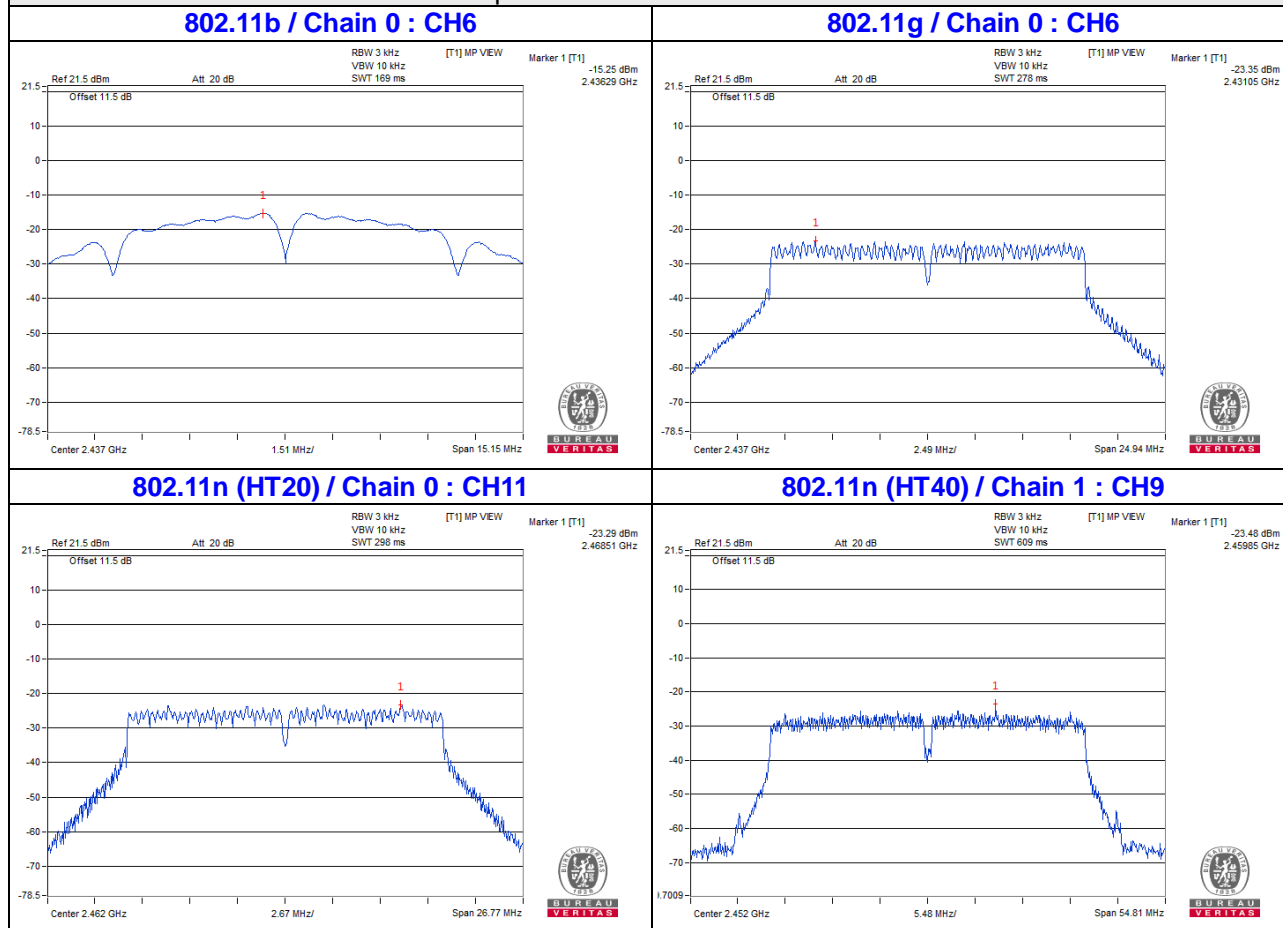 802.11b / Chain 0 : CH6
RBW 3 kHz [T1] MP VIEW Marker 1 [T1]
VBW 10 kHz -15.25 dBm
Ref 21.5 dBm Att 20 dB SWT 169 ms 2.43629 GHz
21.5
Offset 11.5 dB
10
0
-10
1
-20
-30
-40
-50
-60
-70
-78.5
Center 2.437 GHz 1.51 MHz/ Span 15.15 MHz
BUREAU VERITAS
1828
BUREAU
VERITAS
802.11g / Chain 0 : CH6
RBW 3 kHz [T1] MP VIEW Marker 1 [T1]
VBW 10 kHz -23.35 dBm
Ref 21.5 dBm Att 20 dB SWT 278 ms 2.43105 GHz
21.5
Offset 11.5 dB
10
0
-10
1
-20
-30
-40
-50
-60
-70
-78.5
Center 2.437 GHz 2.49 MHz/ Span 24.94 MHz
BUREAU VERITAS
1828
BUREAU
VERITAS
802.11n (HT20) / Chain 0 : CH11
RBW 3 kHz [T1] MP VIEW Marker 1 [T1]
VBW 10 kHz -23.29 dBm
Ref 21.5 dBm Att 20 dB SWT 298 ms 2.46851 GHz
21.5
Offset 11.5 dB
10
0
-10
1
-20
-30
-40
-50
-60
-70
-78.5
Center 2.462 GHz 2.67 MHz/ Span 26.77 MHz
BUREAU VERITAS
1828
BUREAU
VERITAS
802.11n (HT40) / Chain 1 : CH9
RBW 3 kHz [T1] MP VIEW Marker 1 [T1]
VBW 10 kHz -23.48 dBm
Ref 21.5 dBm Att 20 dB SWT 609 ms 2.45985 GHz
21.5
Offset 11.5 dB
10
0
-10
1
-20
-30
-40
-50
-60
-70
.7009
Center 2.452 GHz 5.48 MHz/ Span 54.81 MHz
BUREAU VERITAS
1828
BUREAU
VERITAS